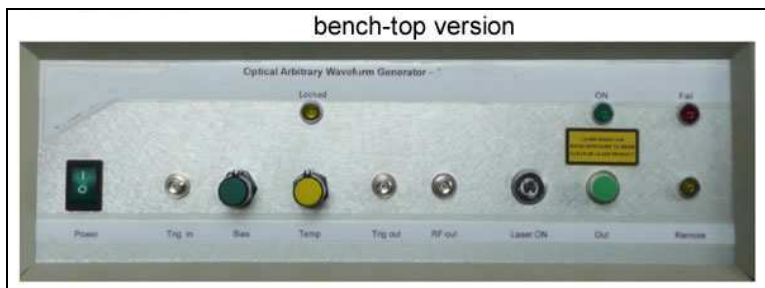 bench-top version
Optical Arbitrary Waveform Generator -
Locked
ON
Fail
Power
Trig in
Bias
Temp
Trig out
RF out
Laser ON
Out
Remote